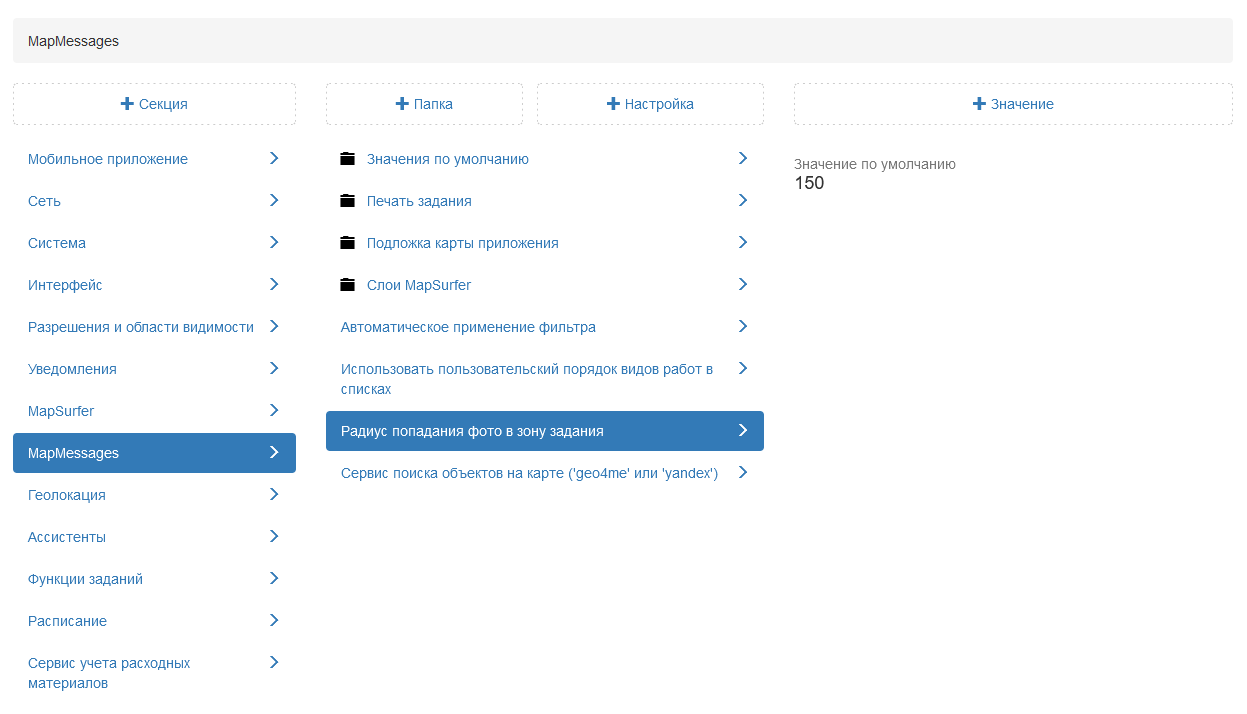 MapMessages
Секция
Папка
Настройка
Значение
Мобильное приложение
Сеть
Система
Интерфейс
Разрешения и области видимости
Уведомления
MapSurfer
MapMessages
Геолокация
Ассистенты
Функции заданий
Расписание
Сервис учета расходных
материалов
Значения по умолчанию
Печать задания
Подложка карты приложения
Слои MapSurfer
Автоматическое применение фильтра
Использовать пользовательский порядок видов работ в
списках
Радиус попадания фото в зону задания
Сервис поиска объектов на карте ('geo4me' или 'yandex')
Значение по умолчанию
150